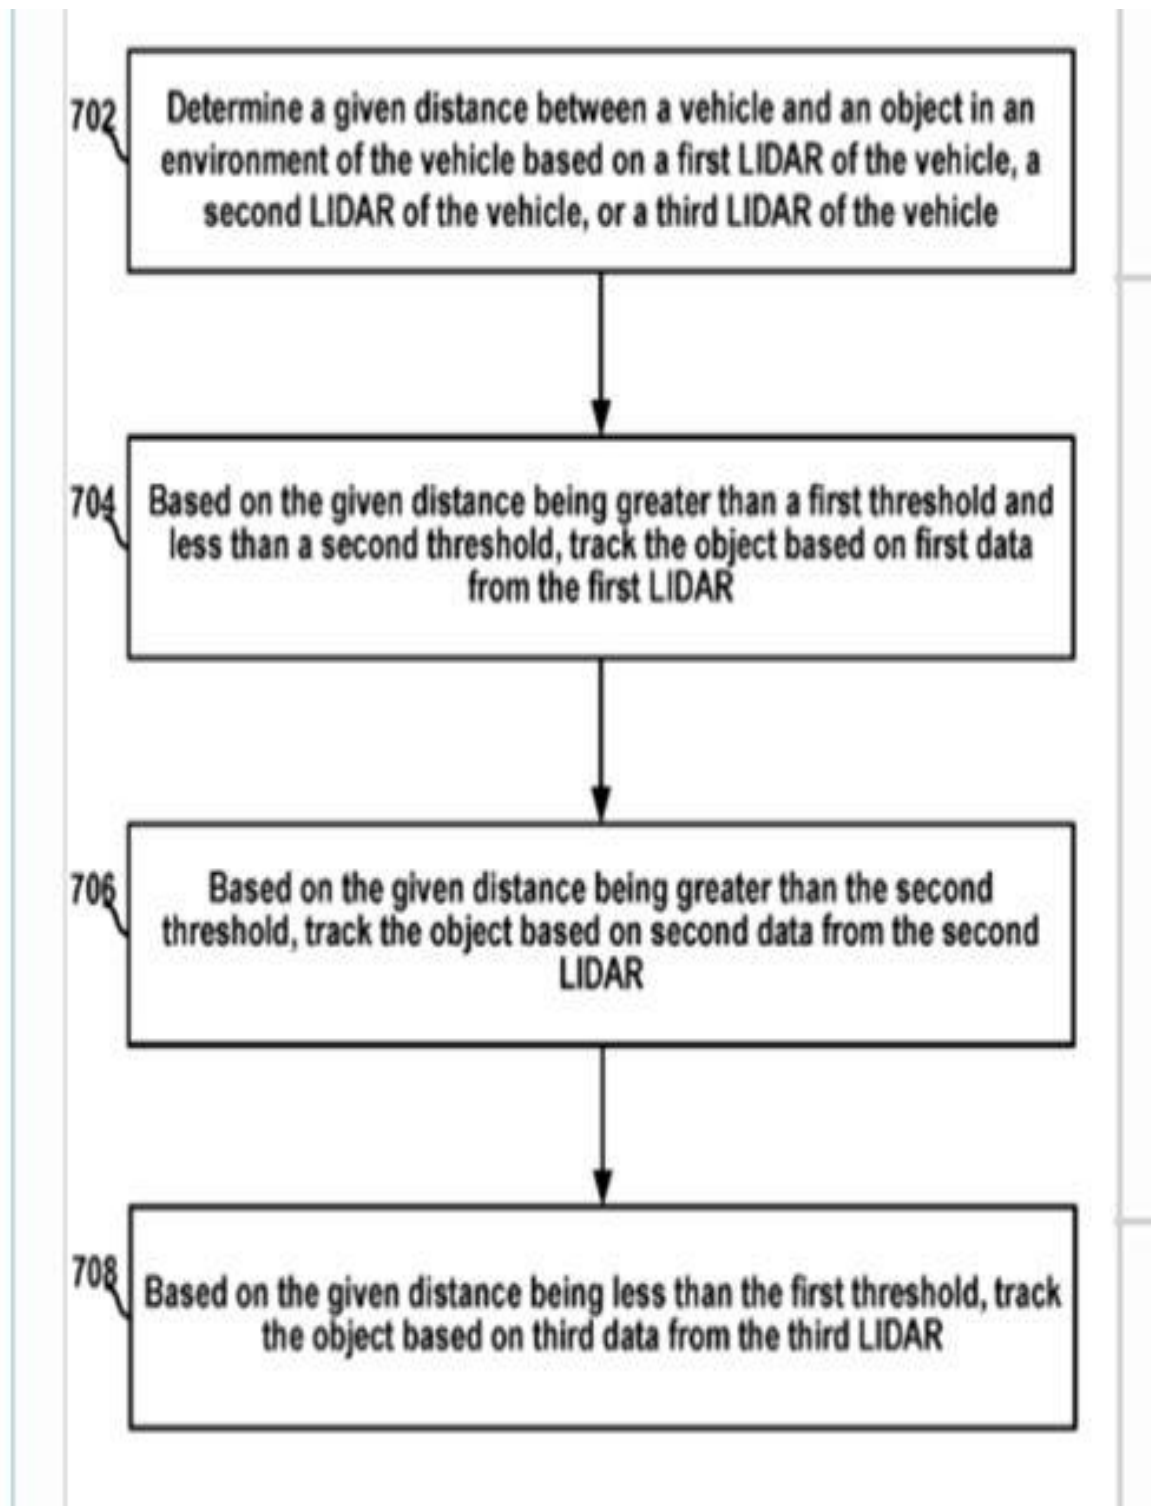 702
Determine a given distance between a vehicle and an object in an
environment of the vehicle based on a first LIDAR of the vehicle, a
second LIDAR of the vehicle, or a third LIDAR of the vehicle
704
Based on the given distance being greater than a first threshold and
less than a second threshold, track the object based on first data
from the first LIDAR
706
Based on the given distance being greater than the second
threshold, track the object based on second data from the second
LIDAR
708
Based on the given distance being less than the first threshold, track
the object based on third data from the third LIDAR